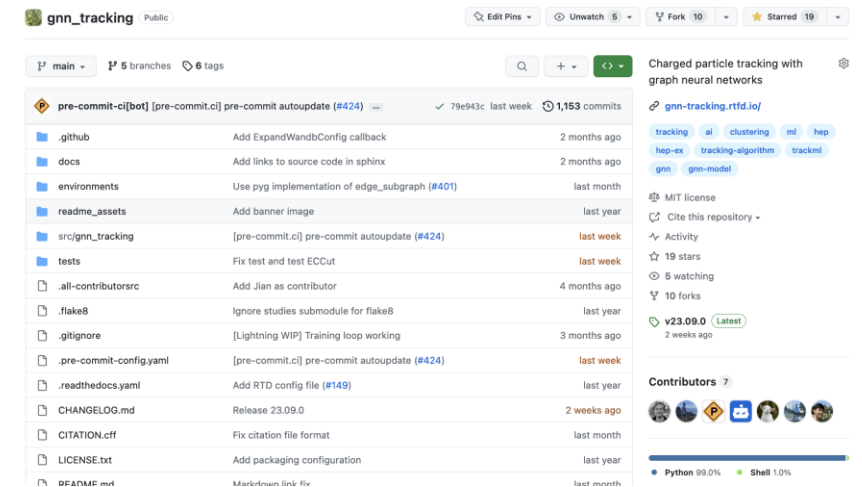 gnn_tracking Public
Edit Pins Unwatch 5 Fork 10 Starred 19
main 5 branches 6 tags
pre-commit-ci[bot] [pre-commit.ci] pre-commit autoupdate (#424) ... 79e943c last week 1,153 commits
.github Add ExpandWandbConfig callback 2 months ago
docs Add links to source code in sphinx 2 months ago
environments Use pyg implementation of edge_subgraph (#401) last month
readme_assets Add banner image last year
src/gnn_tracking [pre-commit.ci] pre-commit autoupdate (#424) last week
tests Fix test and test ECCut last week
.all-contributorsrc Add Jian as contributor 4 months ago
.flake8 Ignore studies submodule for flake8 last year
.gitignore [Lightning WIP] Training loop working 3 months ago
.pre-commit-config.yaml [pre-commit.ci] pre-commit autoupdate (#424) last week
.readthedocs.yaml Add RTD config file (#149) last year
CHANGELOG.md Release 23.09.0 2 weeks ago
CITATION.cff Fix citation file format last month
LICENSE.txt Add packaging configuration last year
README.md Markdown link fix last month
Charged particle tracking with
graph neural networks
gnn-tracking.rtfd.io/
tracking ai clustering ml hep
hep-ex tracking-algorithm trackml
gnn gnn-model
MIT license
Cite this repository
Activity
19 stars
5 watching
10 forks
v23.09.0 Latest
2 weeks ago
Contributors 7
P
Python 99.0% Shell 1.0%